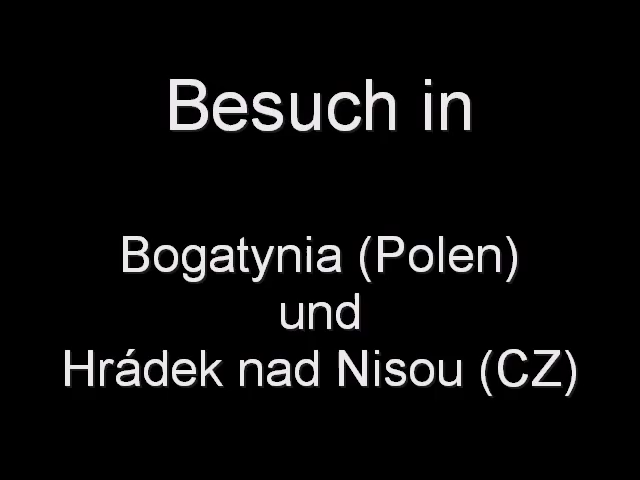 Besuch in
Bogatynia (Polen)
und
Hrádek nad Nisou (CZ)